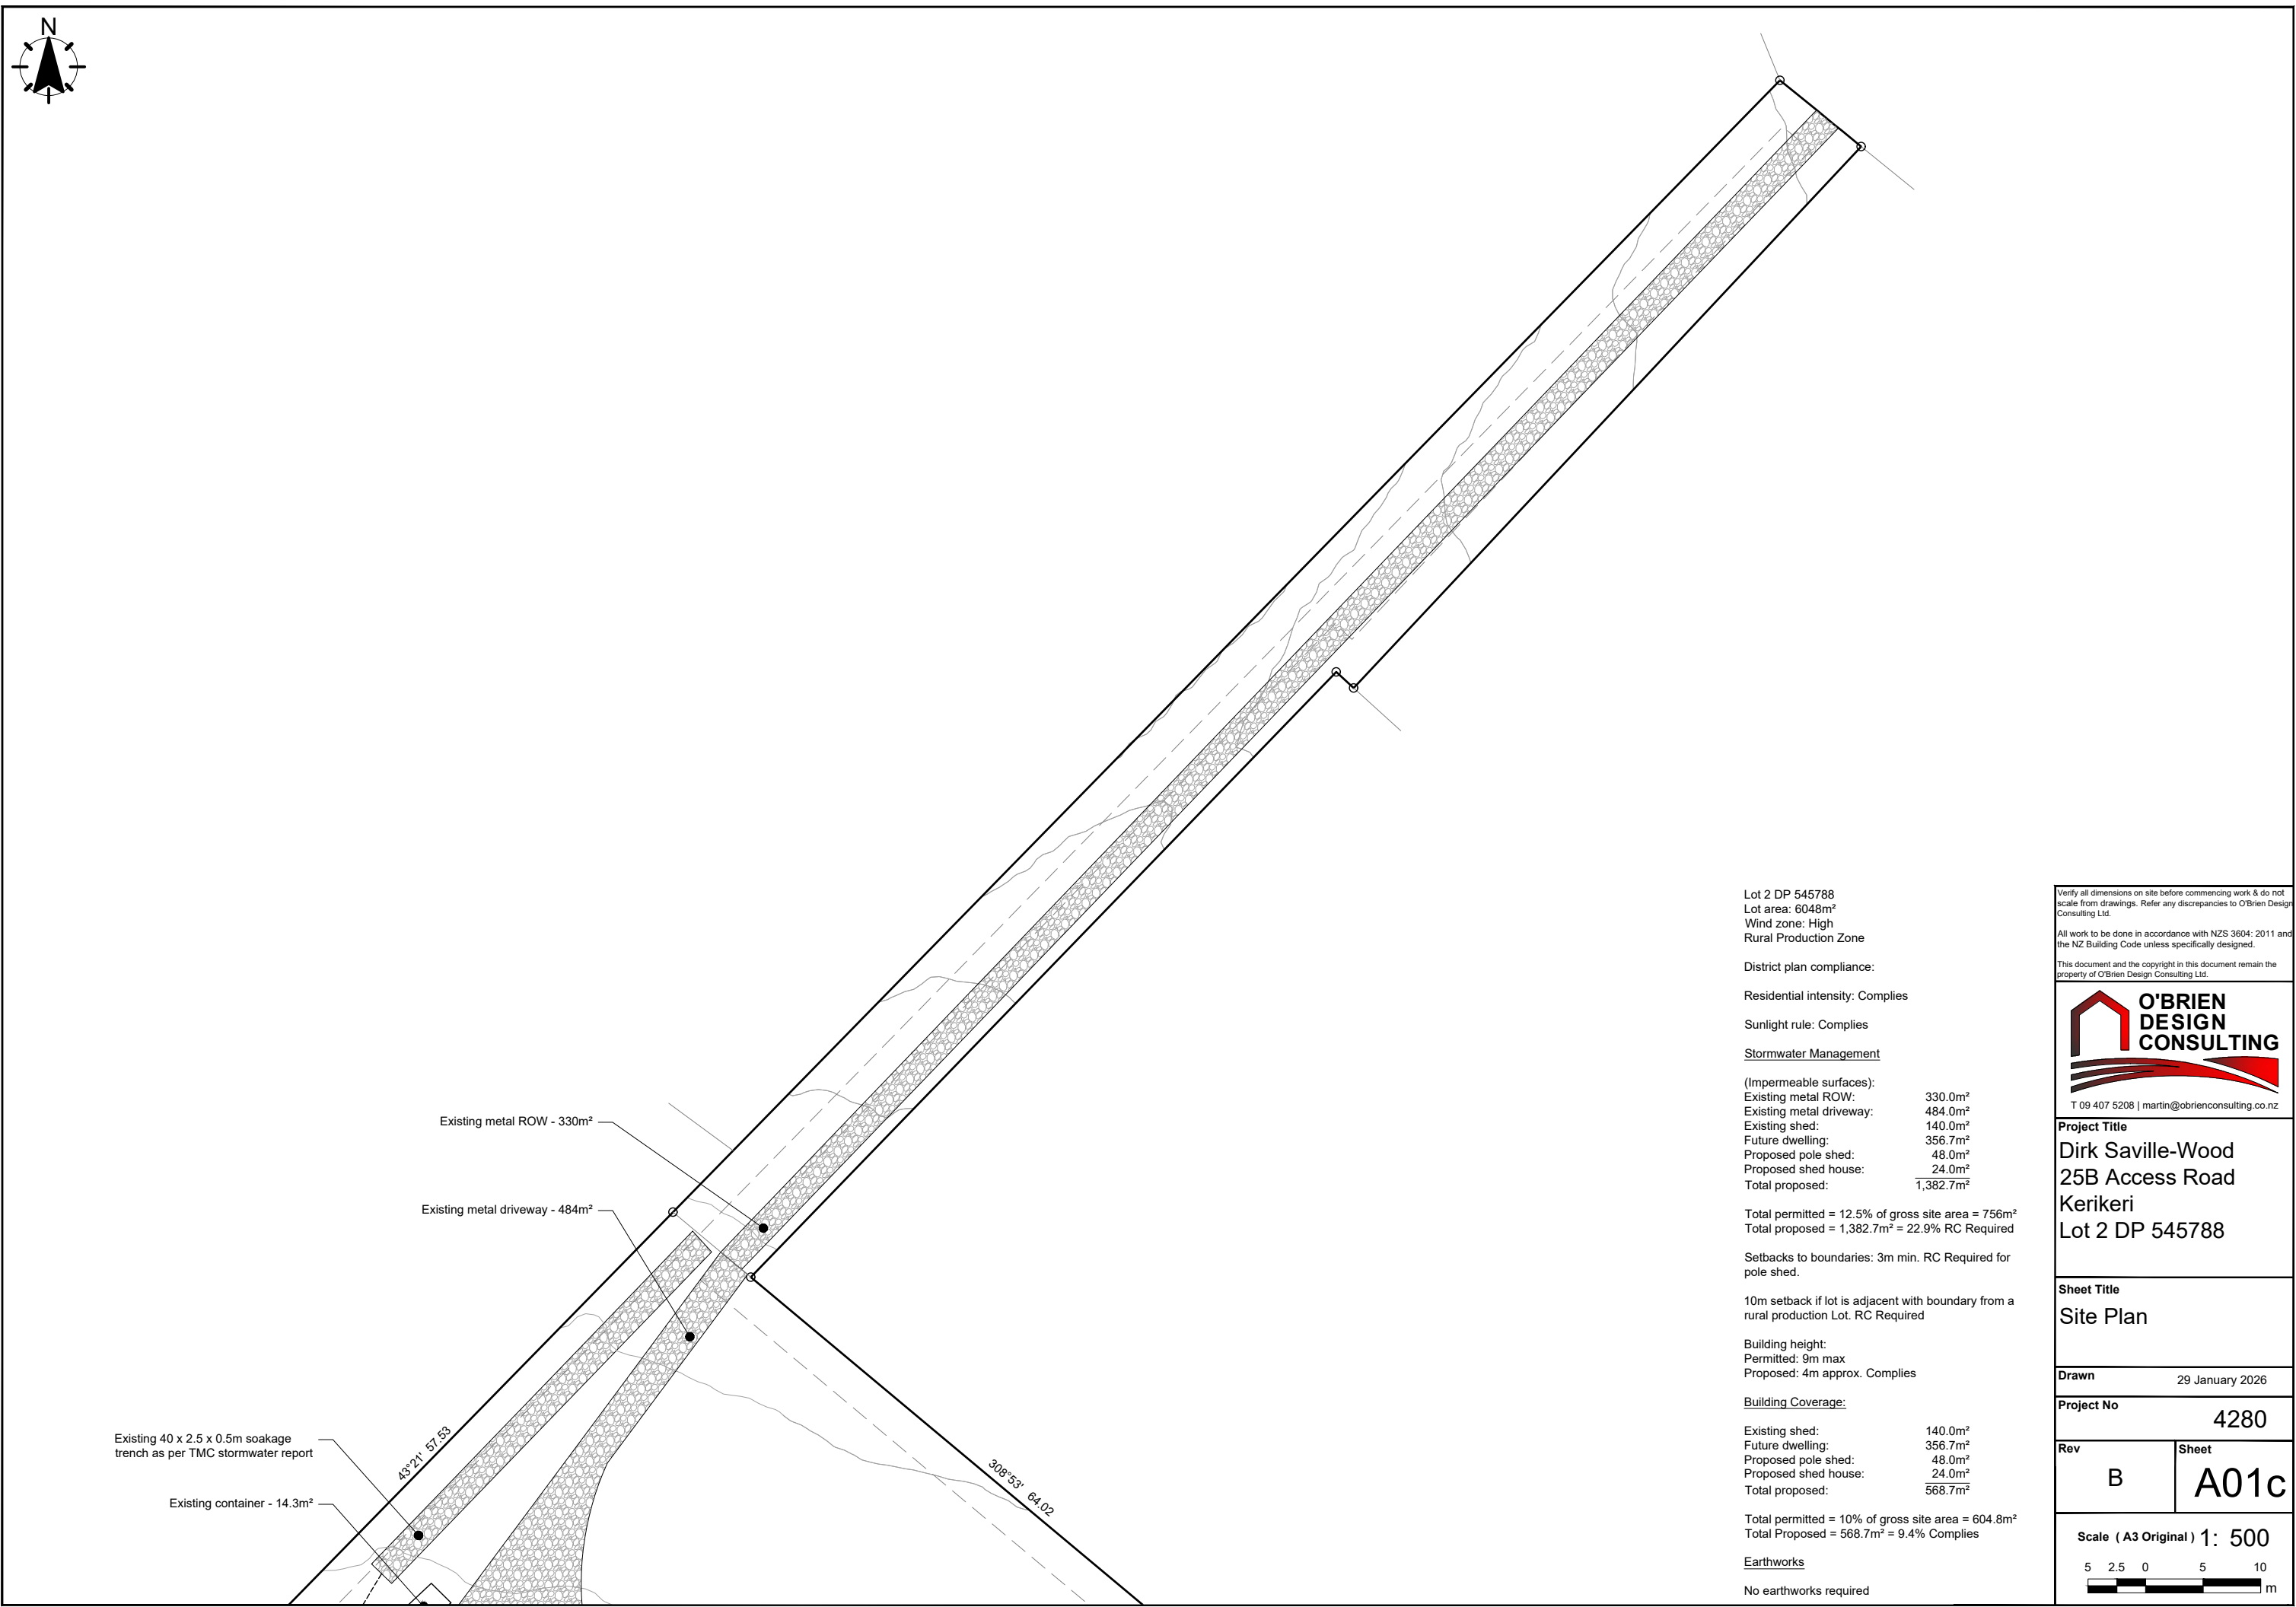 N
Existing metal ROW - 330m²
Existing metal driveway - 484m²
43°21' 57.53
Existing 40 x 2.5 x 0.5m soakage
trench as per TMC stormwater report
308°53' 64.02
Existing container - 14.3m²
Lot 2 DP 545788
Lot area: 6048m²
Wind zone: High
Rural Production Zone
District plan compliance:
Residential intensity: Complies
Sunlight rule: Complies
Stormwater Management
(Impermeable surfaces):
Existing metal ROW: 330.0m²
Existing metal driveway: 484.0m²
Existing shed: 140.0m²
Future dwelling: 356.7m²
Proposed pole shed: 48.0m²
Proposed shed house: 24.0m²
Total proposed: 1,382.7m²
Total permitted = 12.5% of gross site area = 756m²
Total proposed = 1,382.7m² = 22.9% RC Required
Setbacks to boundaries: 3m min. RC Required for
pole shed.
10m setback if lot is adjacent with boundary from a
rural production Lot. RC Required
Building height:
Permitted: 9m max
Proposed: 4m approx. Complies
Building Coverage:
Existing shed: 140.0m²
Future dwelling: 356.7m²
Proposed pole shed: 48.0m²
Proposed shed house: 24.0m²
Total proposed: 568.7m²
Total permitted = 10% of gross site area = 604.8m²
Total Proposed = 568.7m² = 9.4% Complies
Earthworks
No earthworks required
Verify all dimensions on site before commencing work & do not
scale from drawings. Refer any discrepancies to O'Brien Design
Consulting Ltd.
All work to be done in accordance with NZS 3604: 2011 and
the NZ Building Code unless specifically designed.
This document and the copyright in this document remain the
property of O'Brien Design Consulting Ltd.
O'BRIEN
DESIGN
CONSULTING
T 09 407 5208 | martin@obrienconsulting.co.nz
Project Title
Dirk Saville-Wood
25B Access Road
Kerikeri
Lot 2 DP 545788
Sheet Title
Site Plan
Drawn 29 January 2026
Project No 4280
Rev Sheet
B A01c
Scale ( A3 Original ) 1: 500
5 2.5 0 5 10
m